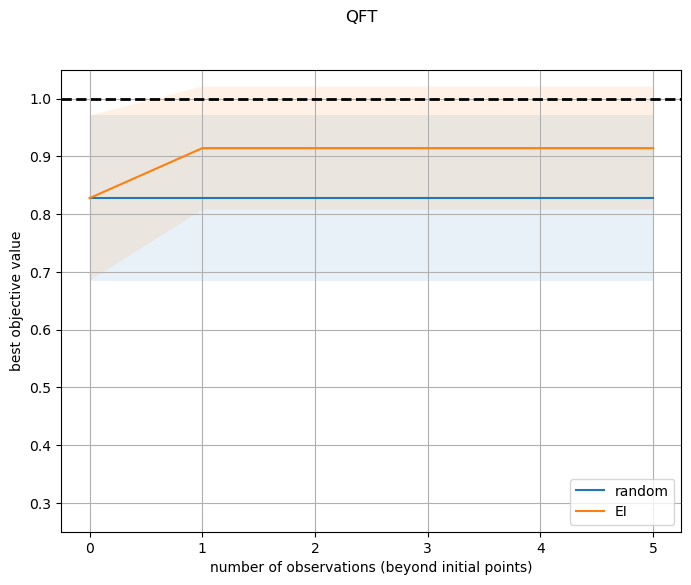 QFT
best objective value
1.0
0.9
0.8
0.7
0.6
0.5
0.4
0.3
random
EI
0 1 2 3 4 5
number of observations (beyond initial points)